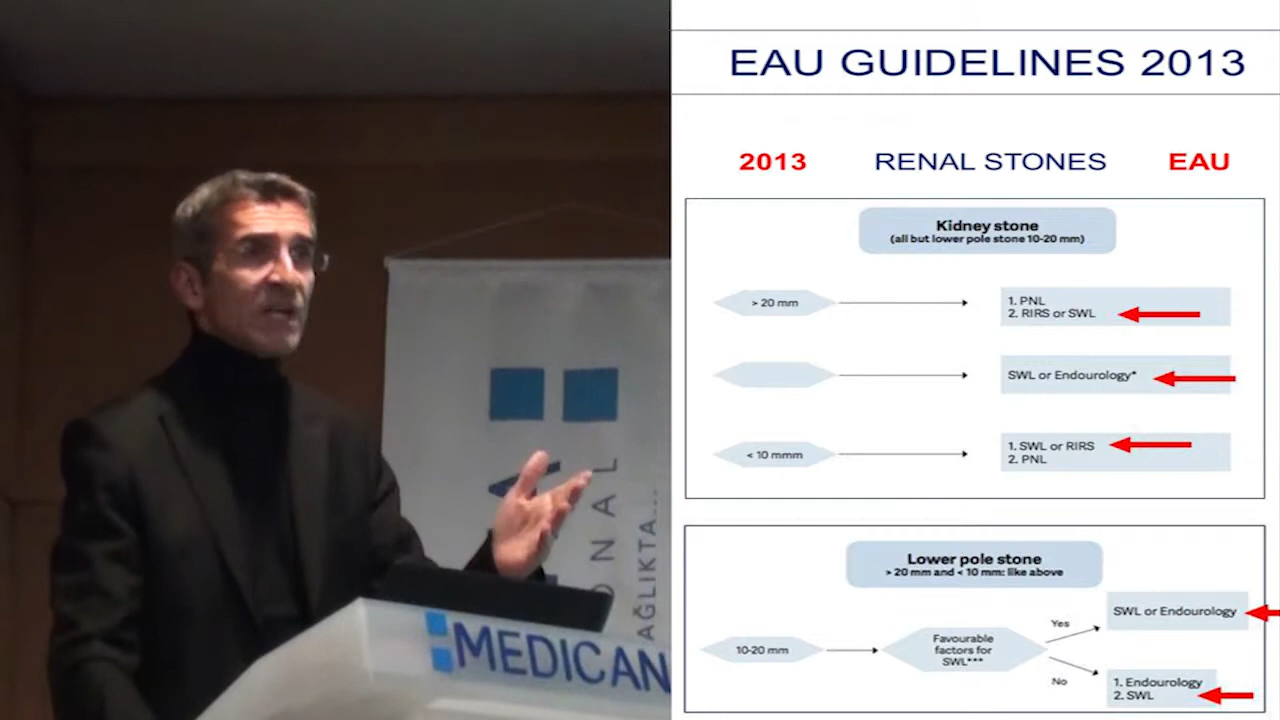 EAU GUIDELINES 2013
2013 RENAL STONES EAU
Kidney stone
(all but lower pole stone 10-20 mm)
> 20 mm
1. PNL
2. RIRS or SWL
SWL or Endourology*
< 10 mmm
1. SWL or RIRS
2. PNL
Lower pole stone
> 20 mm and < 10 mm: like above
10-20 mm
Favourable
factors for
SWL***
Yes
No
SWL or Endourology
1. Endourology
2. SWL
MEDICAN
ONAL
AĞLIKTA...